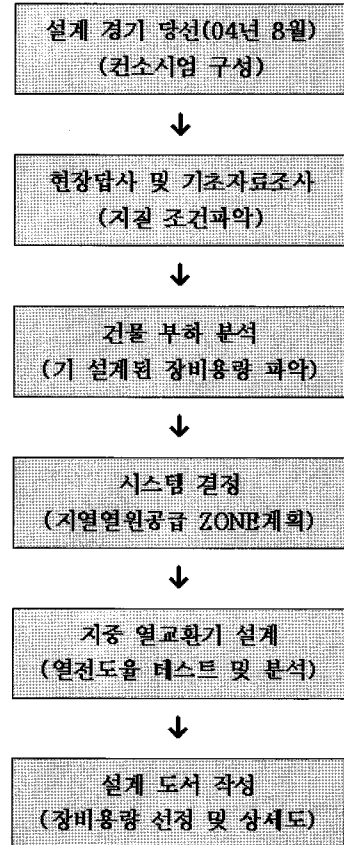 설계 경기 당선(04년 8월)
(컨소시엄 구성)
↓
현장답사 및 기초자료조사
(지질 조건파악)
↓
건물 부하 분석
(기 설계된 장비용량 파악)
↓
시스템 결정
(지열열원공급 ZONE계획)
↓
지중 열교환기 설계
(열전도율 테스트 및 분석)
↓
설계 도서 작성
(장비용량 선정 및 상세도)